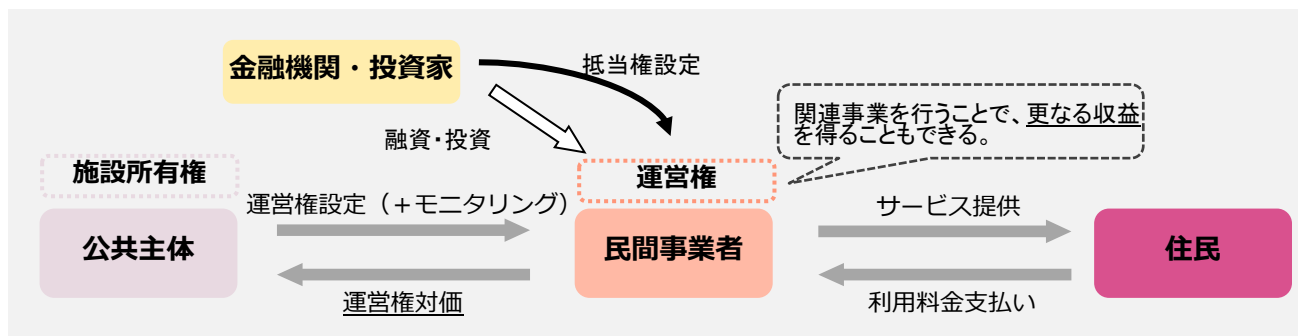 金融機関・投資家
抵当権設定
関連事業を行うことで、更なる収益
を得ることもできる。
融資・投資
施設所有権
運営権
運営権設定（＋モニタリング）
サービス提供
公共主体
民間事業者
住民
運営権対価
利用料金支払い